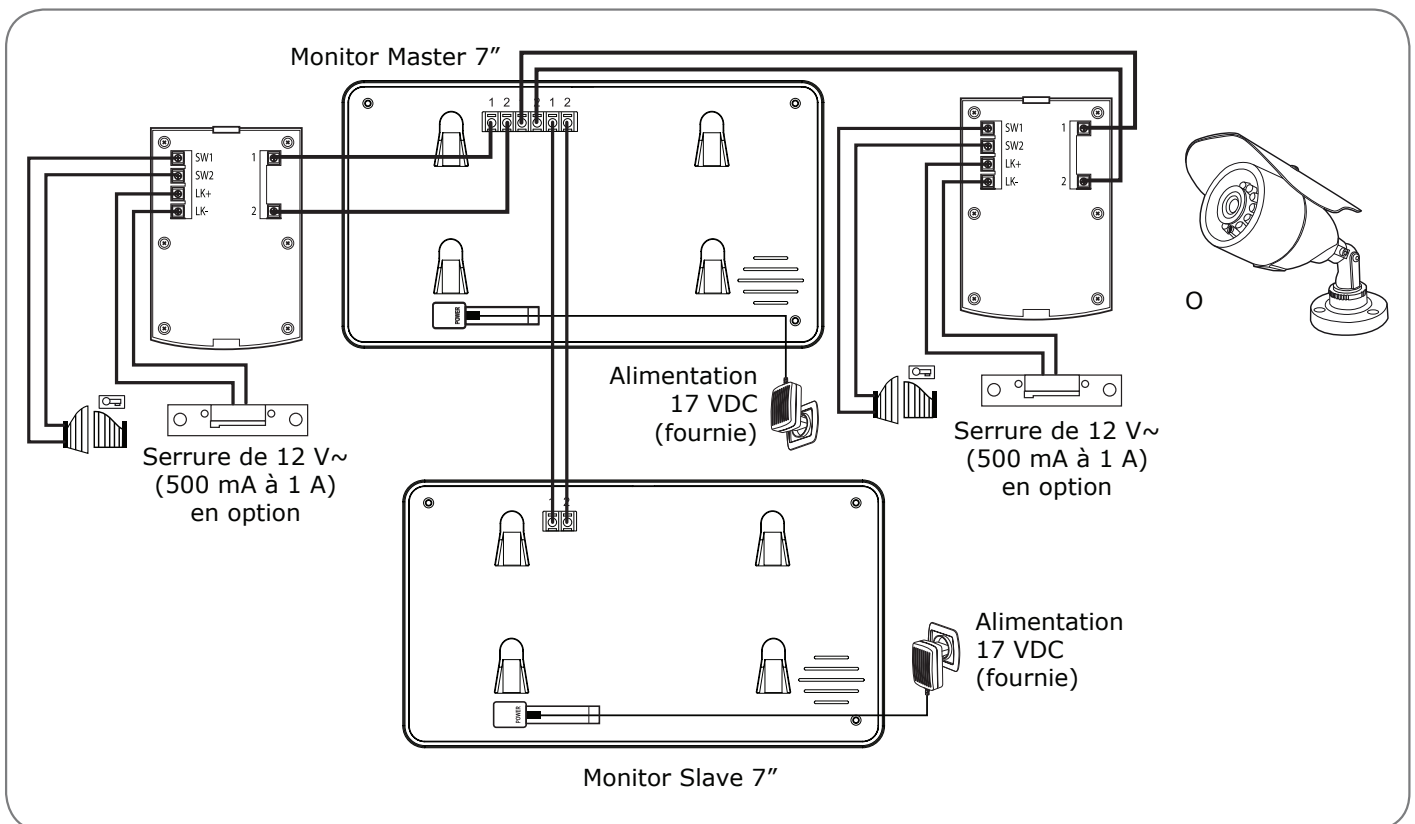 Monitor Master 7”
1 2 2 1 2
SW1
SW2
LK+
LK-
1
2
POWER
SW1
SW2
LK+
LK-
1
2
O
Serrure de 12 V~
(500 mA à 1 A)
en option
Alimentation
17 VDC
(fournie)
Serrure de 12 V~
(500 mA à 1 A)
en option
1 2
POWER
Alimentation
17 VDC
(fournie)
Monitor Slave 7”